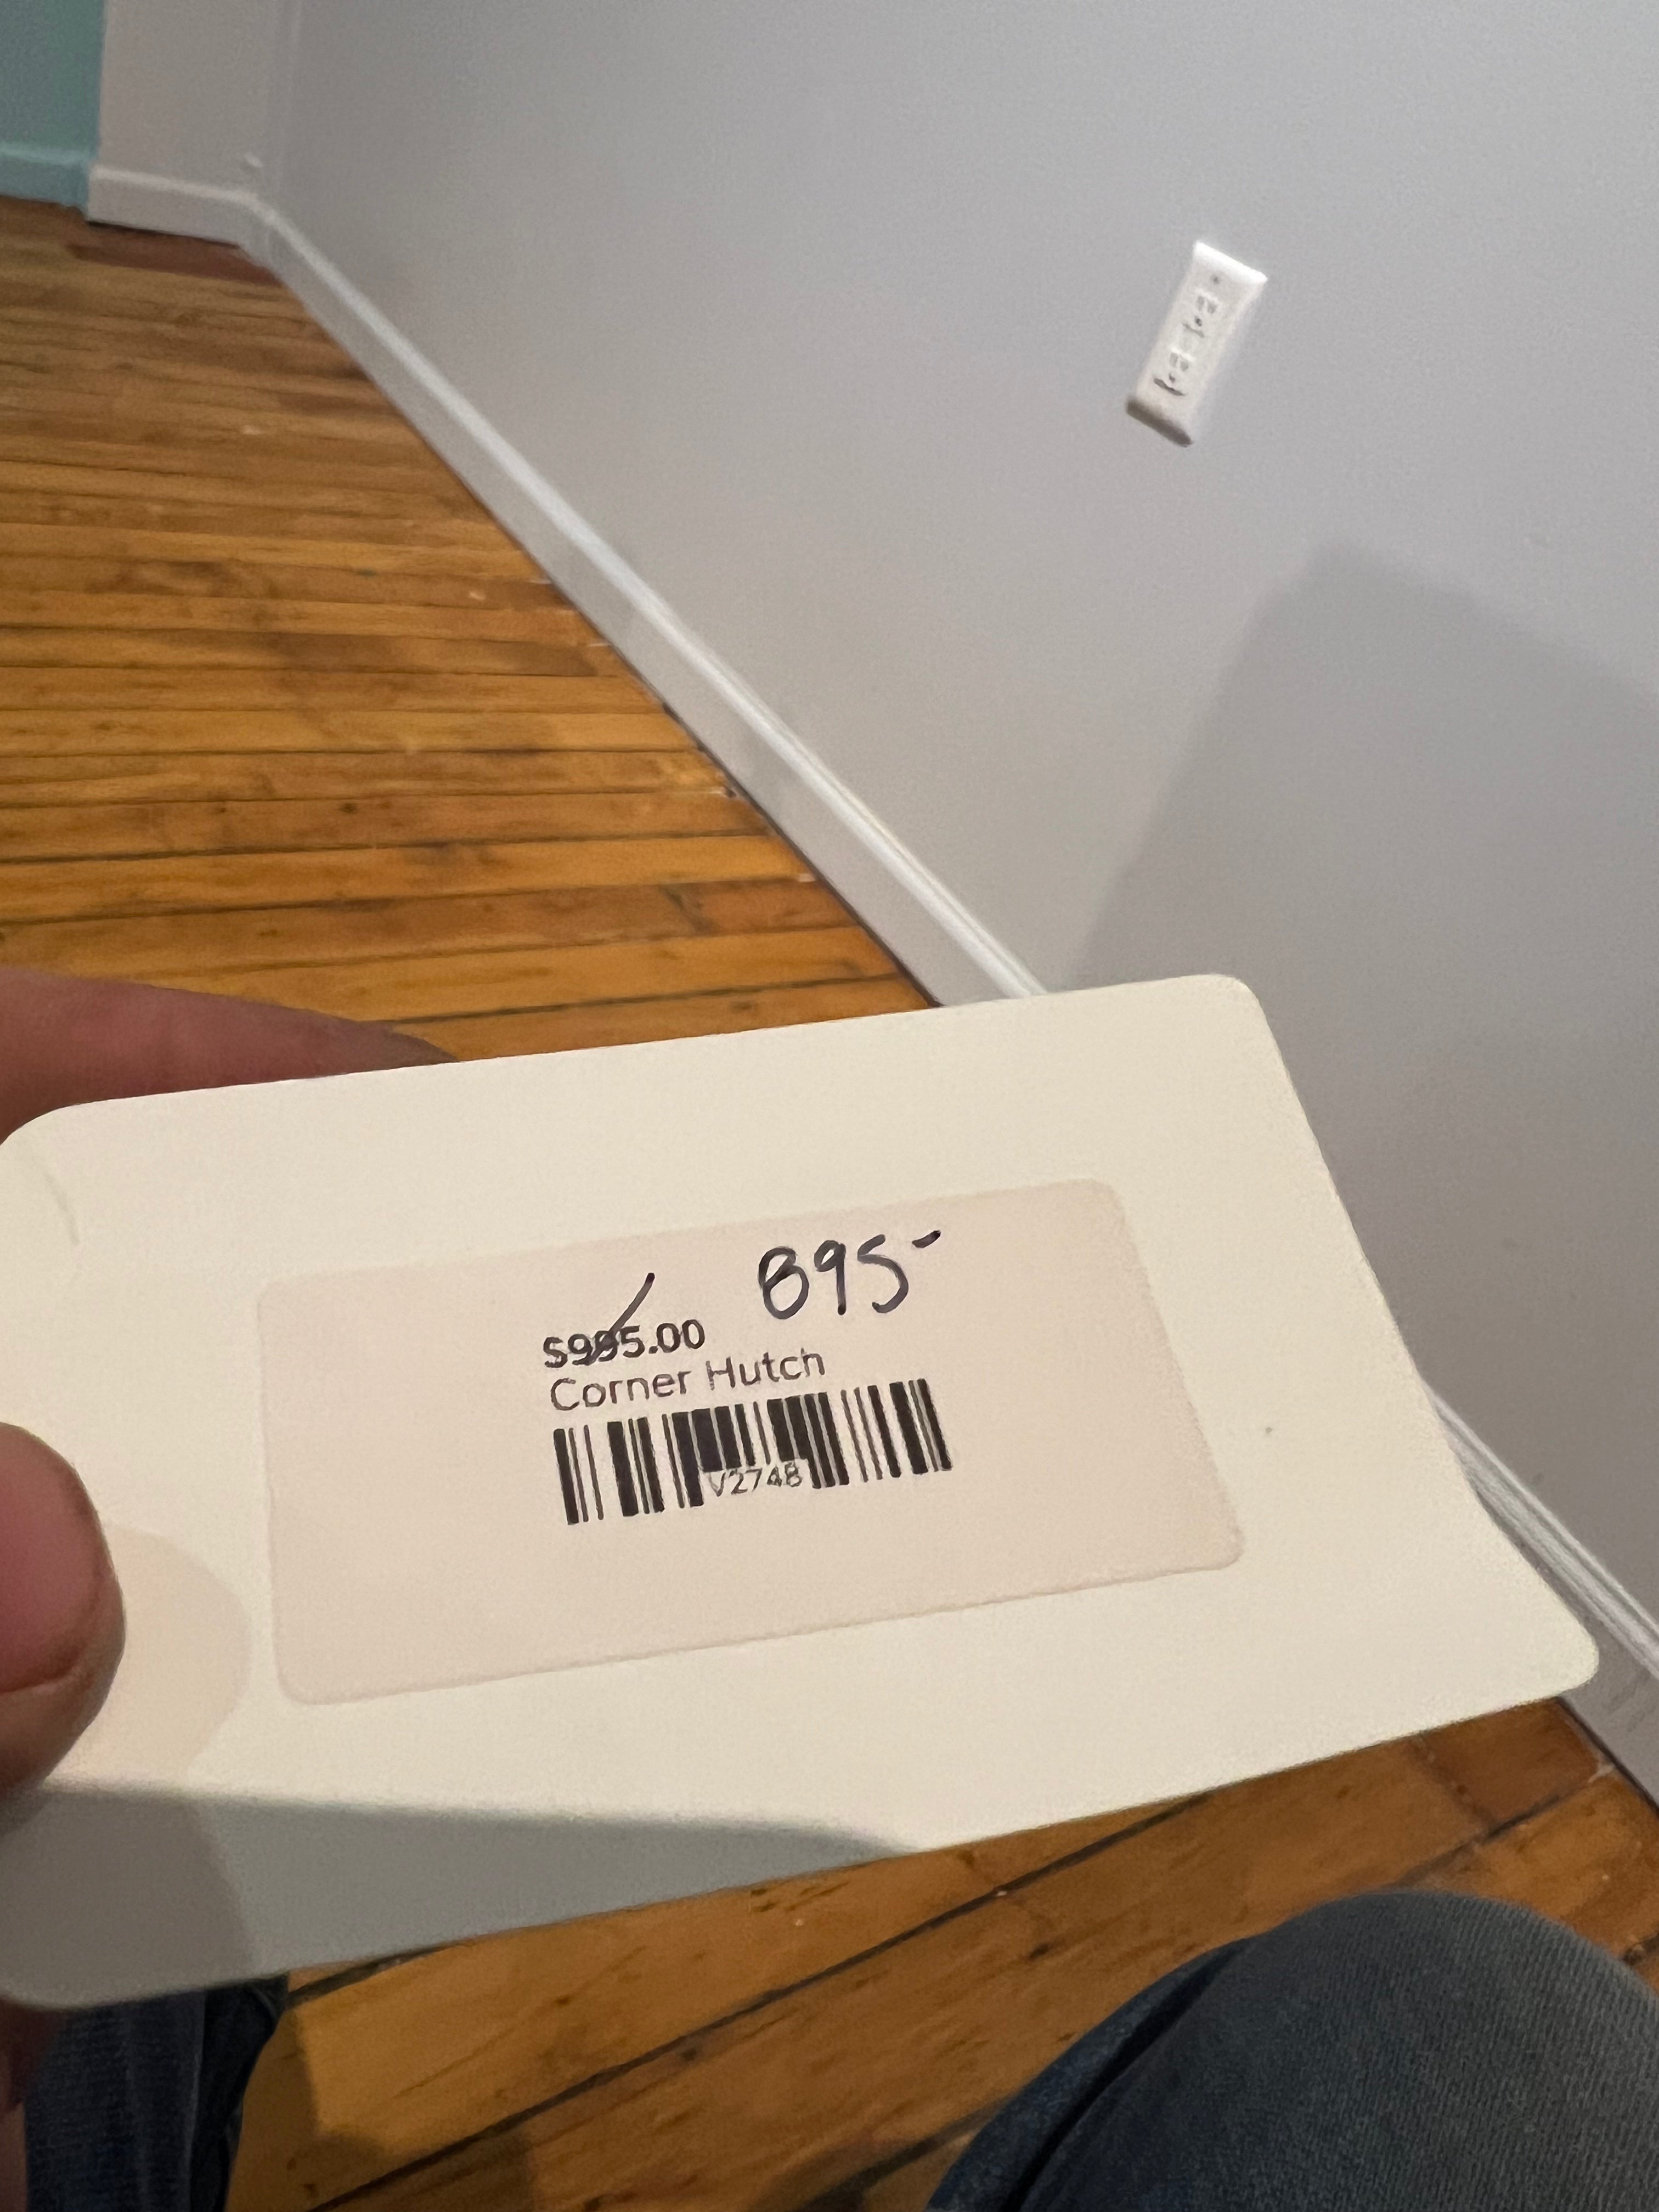 895-
$995.00
Corner Hutch
V2748